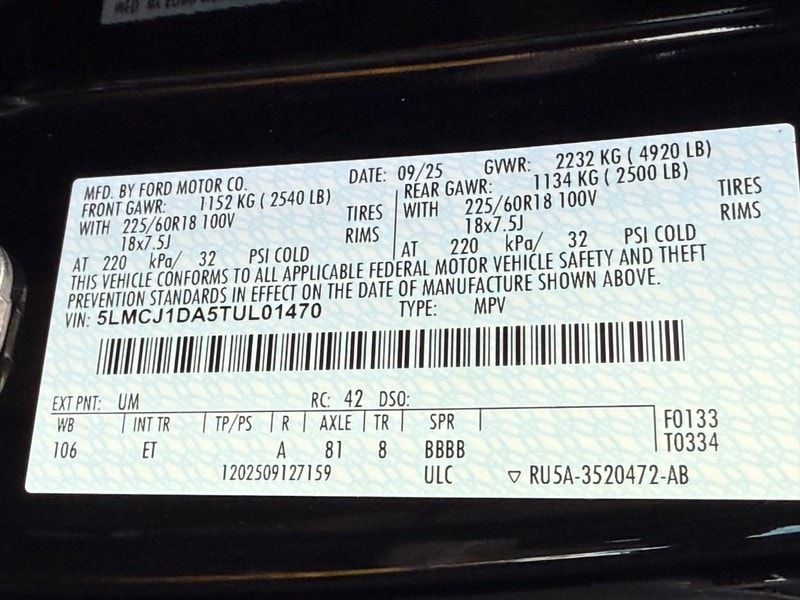 MFD. BY FORD MOTOR CO. DATE: 09/25 GVWR: 2232 KG ( 4920 LB)
FRONT GAWR: 1152 KG ( 2540 LB) REAR GAWR: 1134 KG ( 2500 LB)
WITH 225/60R18 100V TIRES WITH 225/60R18 100V TIRES
18x7.5J RIMS 18x7.5J RIMS
AT 220 kPa/ 32 PSI COLD AT 220 kPa/ 32 PSI COLD
THIS VEHICLE CONFORMS TO ALL APPLICABLE FEDERAL MOTOR VEHICLE SAFETY AND THEFT
PREVENTION STANDARDS IN EFFECT ON THE DATE OF MANUFACTURE SHOWN ABOVE.
VIN: 5LMCJ1DA5TUL01470 TYPE: MPV
EXT PNT: UM RC: 42 DSO:
WB INT TR TP/PS R AXLE TR SPR F0133
106 ET A 81 8 BBBB T0334
1202509127159 ULC ▽ RU5A-3520472-AB